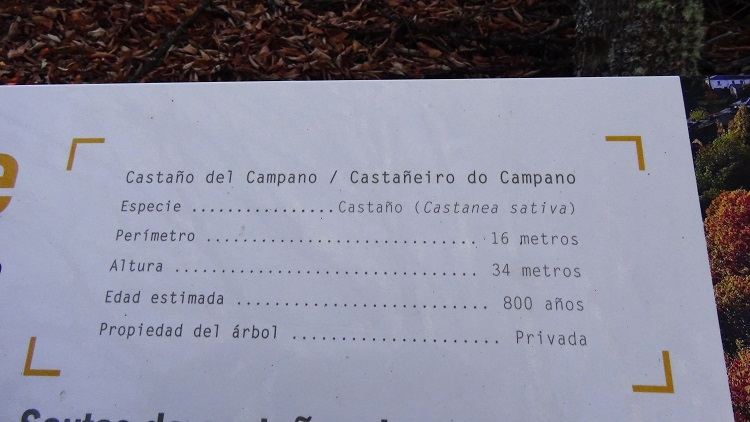 Castaño del Campano / Castañeiro do Campano
Especie ................Castaño (Castanea sativa)
Perímetro .............................. 16 metros
Altura .................................. 34 metros
Edad estimada ............................ 800 años
Propiedad del árbol ....................... Privada